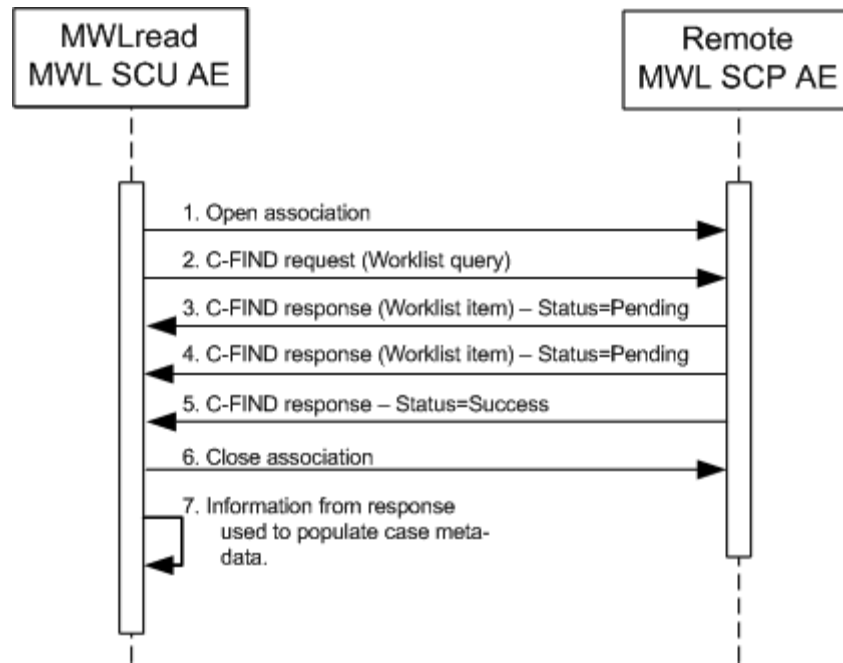 MWLread
MWL SCU AE
Remote
MWL SCP AE
1. Open association
2. C-FIND request (Worklist query)
3. C-FIND response (Worklist item) – Status=Pending
4. C-FIND response (Worklist item) – Status=Pending
5. C-FIND response – Status=Success
6. Close association
7. Information from response
used to populate case meta-
data.